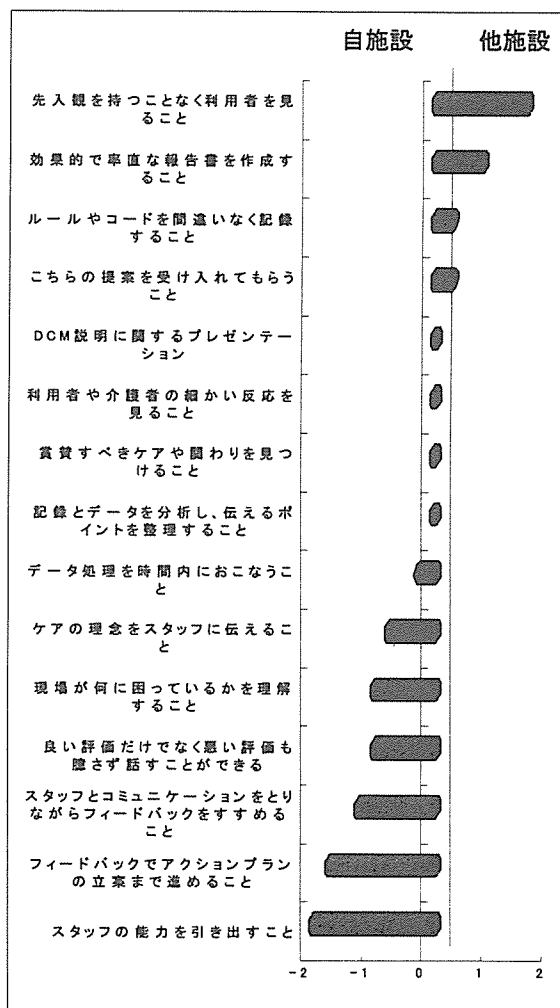 自施設 他施設
先入観を持つことなく利用者を見
ること
効果的で率直な報告書を作成す
ること
ルールやコードを間違いなく記録
すること
こちらの提案を受け入れてもらう
こと
DCM説明に関するプレゼンテー
ション
利用者や介護者の細かい反応を
見ること
賞賛すべきケアや関わりを見つ
けること
記録とデータを分析し、伝えるポ
イントを整理すること
データ処理を時間内におこなうこ
と
ケアの理念をスタッフに伝えるこ
と
現場が何に困っているかを理解
すること
良い評価だけでなく悪い評価も
臆さず話すことができる
スタッフとコミュニケーションをとり
ながらフィードバックをすすめる
こと
フィードバックでアクションプラン
の立案まで進めること
スタッフの能力を引き出すこと
-2 -1 0 1 2